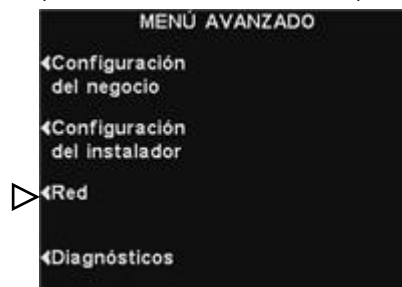 MENÚ AVANZADO
Configuración
del negocio
Configuración
del instalador
Red
Diagnósticos